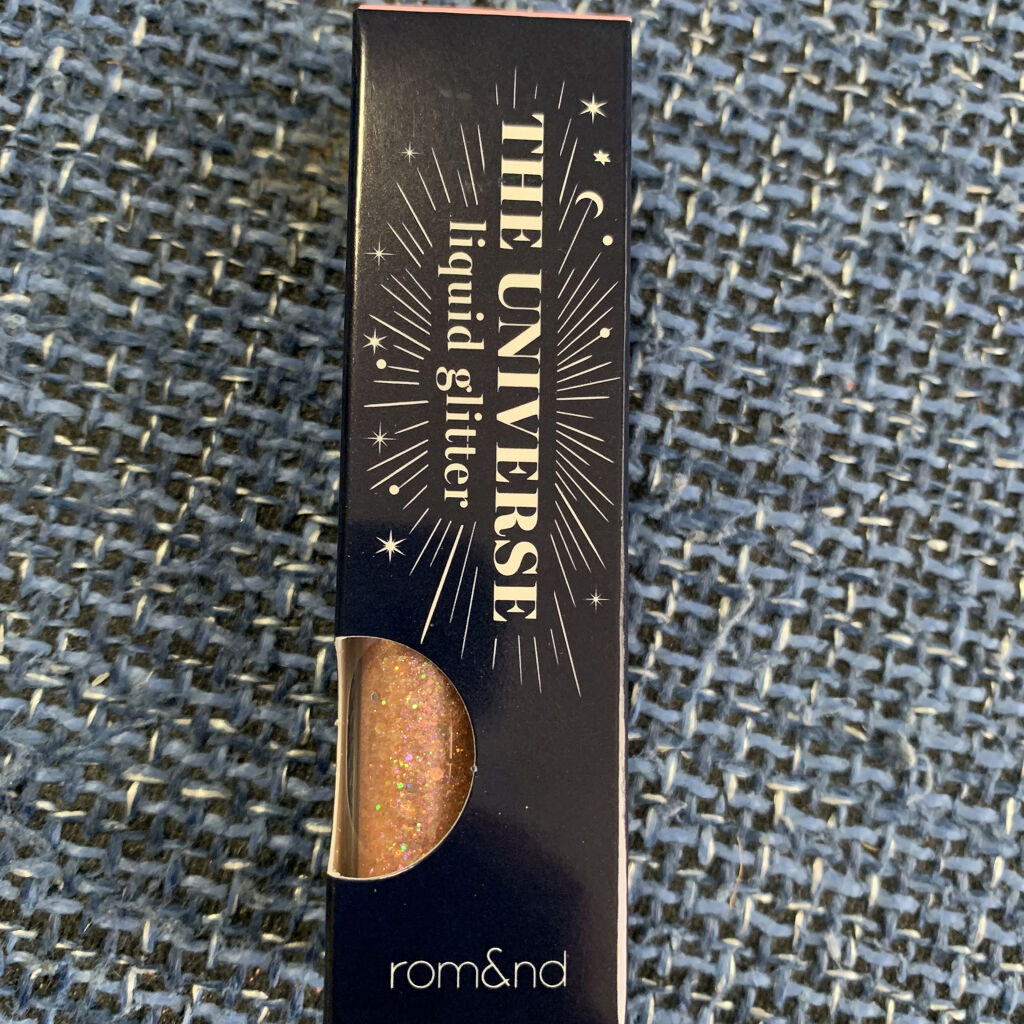 THE UNIVERSE
liquid glitter
rom&nd